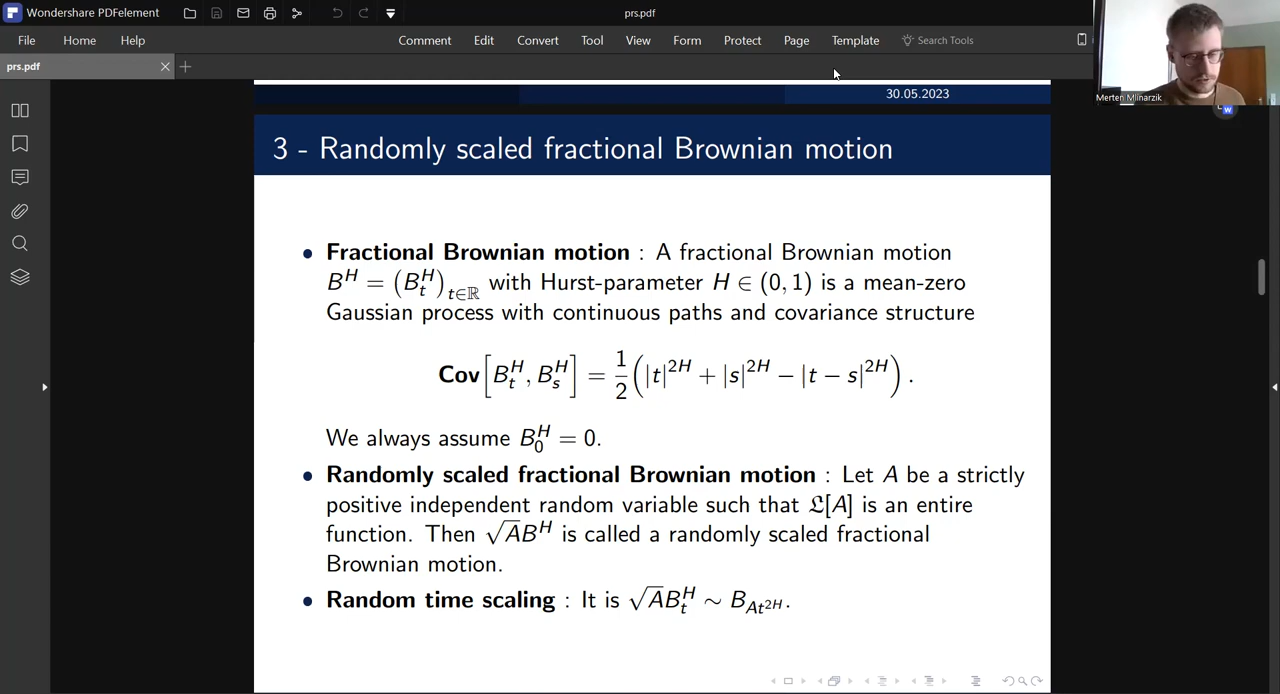 Wondershare PDFelement
prs.pdf
File Home Help Comment Edit Convert Tool View Form Protect Page Template Search Tools
prs.pdf
Merten Mlinarzik
30.05.2023
3 - Randomly scaled fractional Brownian motion
• Fractional Brownian motion : A fractional Brownian motion
B^H = (B_t^H)_{t∈ℝ} with Hurst-parameter H ∈ (0, 1) is a mean-zero
Gaussian process with continuous paths and covariance structure
Cov[B_t^H, B_s^H] = 1/2 (|t|^{2H} + |s|^{2H} − |t − s|^{2H}) .
We always assume B_0^H = 0.
• Randomly scaled fractional Brownian motion : Let A be a strictly
positive independent random variable such that 𝔏[A] is an entire
function. Then √A B^H is called a randomly scaled fractional
Brownian motion.
• Random time scaling : It is √A B_t^H ∼ B_{At^{2H}}.